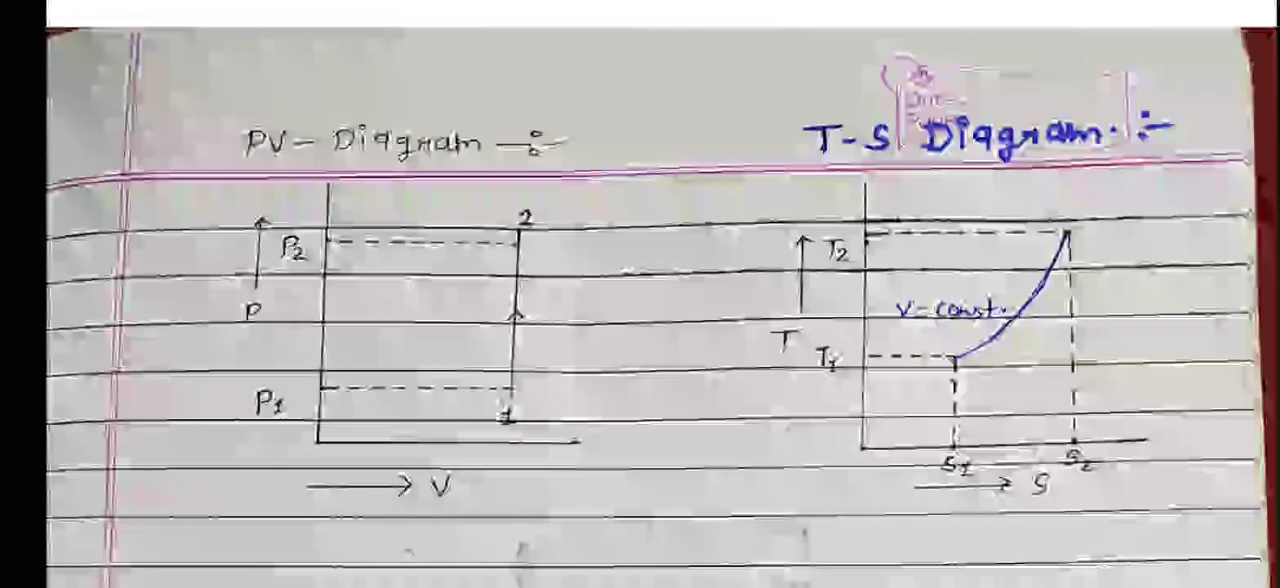 PV- Diagram :-
T-S Diagram. :-
2
P2
P
P1
1
V
T2
V=const.
T
T1
S1
S2
S